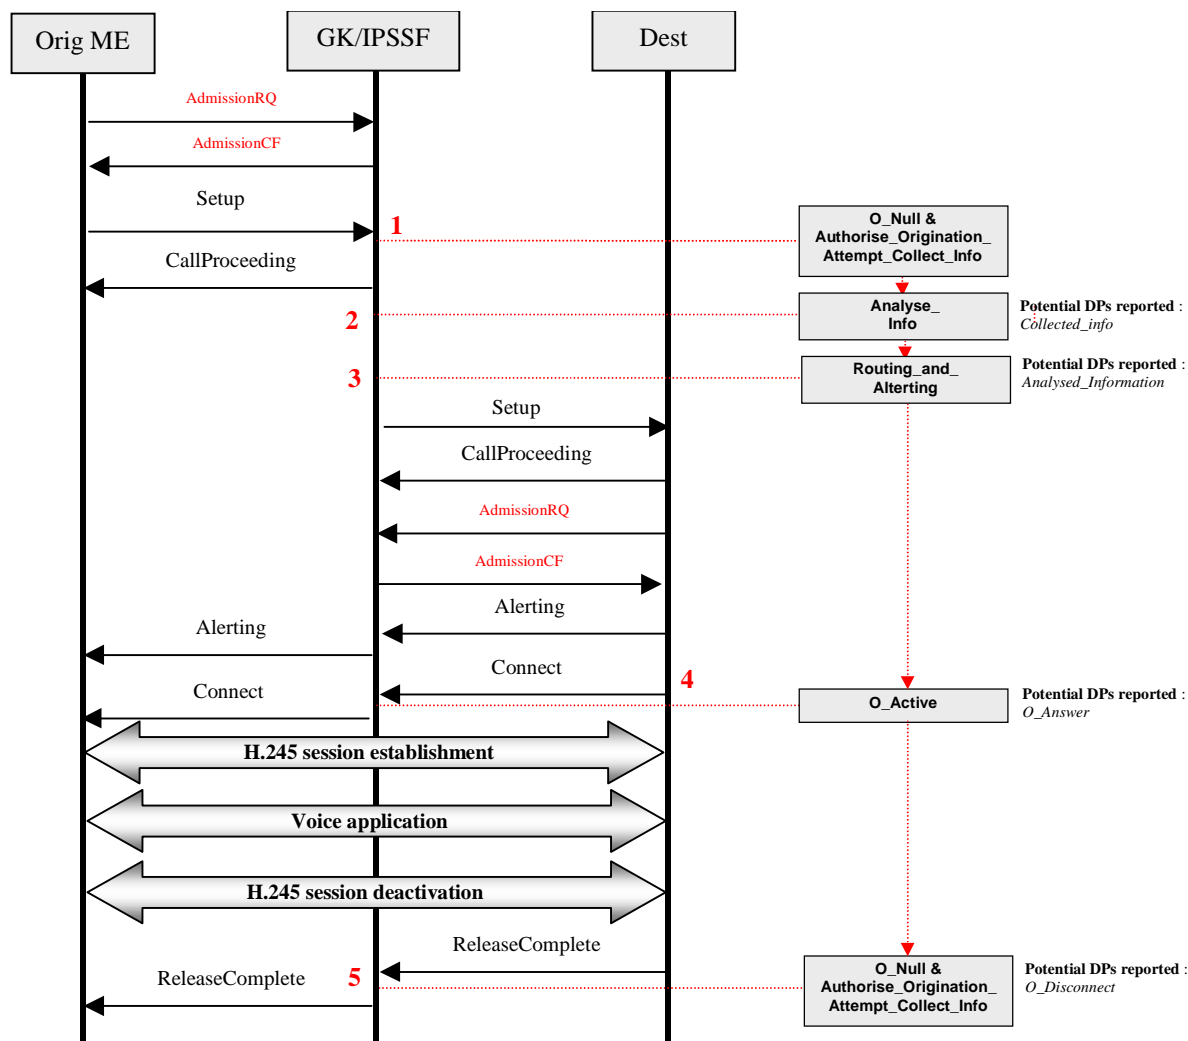 Orig ME
GK/IPSSF
Dest
AdmissionRQ
AdmissionCF
Setup
1
O_Null &
Authorise_Origination_
Attempt_Collect_Info
CallProceeding
2
Analyse_
Info
Potential DPs reported :
Collected_info
3
Routing_and_
Alterting
Potential DPs reported :
Analysed_Information
Setup
CallProceeding
AdmissionRQ
AdmissionCF
Alerting
Alerting
Connect
4
Connect
O_Active
Potential DPs reported :
O_Answer
H.245 session establishment
Voice application
H.245 session deactivation
ReleaseComplete
ReleaseComplete
5
O_Null &
Authorise_Origination_
Attempt_Collect_Info
Potential DPs reported :
O_Disconnect